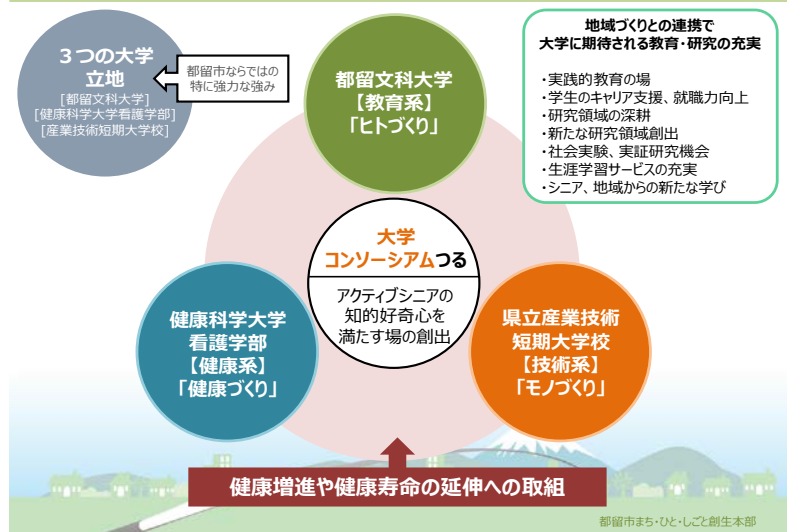 ３つの大学
立地
[都留文科大学]
[健康科学大学看護学部]
[産業技術短期大学校]
都留市ならではの
特に強力な強み
都留文科大学
【教育系】
「ヒトづくり」
地域づくりとの連携で
大学に期待される教育・研究の充実
・実践的教育の場
・学生のキャリア支援、就職力向上
・研究領域の深耕
・新たな研究領域創出
・社会実験、実証研究機会
・生涯学習サービスの充実
・シニア、地域からの新たな学び
大学
コンソーシアムつる
アクティブシニアの
知的好奇心を
満たす場の創出
健康科学大学
看護学部
【健康系】
「健康づくり」
県立産業技術
短期大学校
【技術系】
「モノづくり」
健康増進や健康寿命の延伸への取組
都留市まち・ひと・しごと創生本部